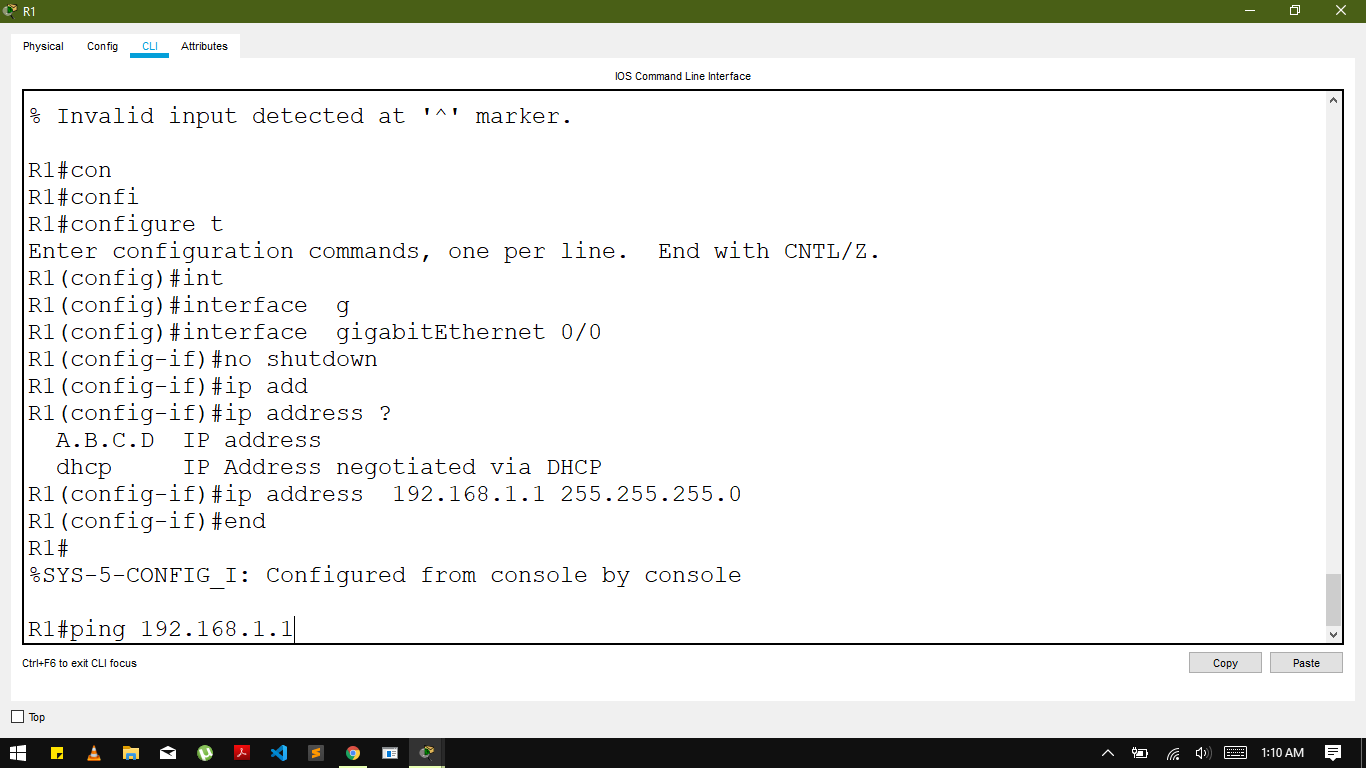 R1
Physical Config CLI Attributes
IOS Command Line Interface
% Invalid input detected at '^' marker.
R1#con
R1#confi
R1#configure t
Enter configuration commands, one per line.  End with CNTL/Z.
R1(config)#int
R1(config)#interface  g
R1(config)#interface  gigabitEthernet 0/0
R1(config-if)#no shutdown
R1(config-if)#ip add
R1(config-if)#ip address ?
  A.B.C.D  IP address
  dhcp     IP Address negotiated via DHCP
R1(config-if)#ip address  192.168.1.1 255.255.255.0
R1(config-if)#end
R1#
%SYS-5-CONFIG_I: Configured from console by console
R1#ping 192.168.1.1
Ctrl+F6 to exit CLI focus
Copy Paste
Top
1:10 AM